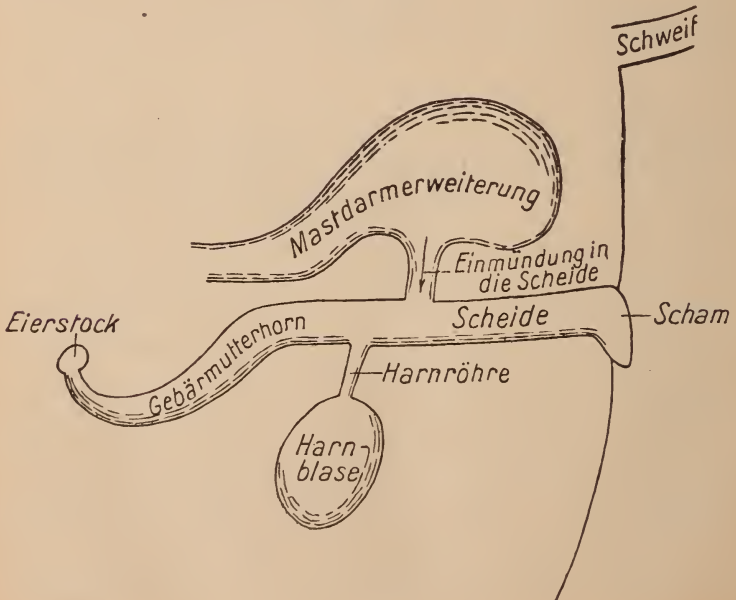 Schweif
Mastdarmerweiterung
Einmündung in
die Scheide
Eierstock
Gebärmutterhorn
Scheide
Scham
Harnröhre
Harn-
blase